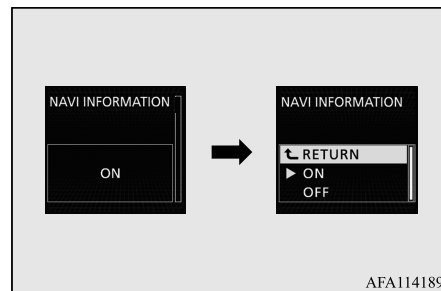 NAVI INFORMATION
ON
NAVI INFORMATION
RETURN
ON
OFF
AFA114189